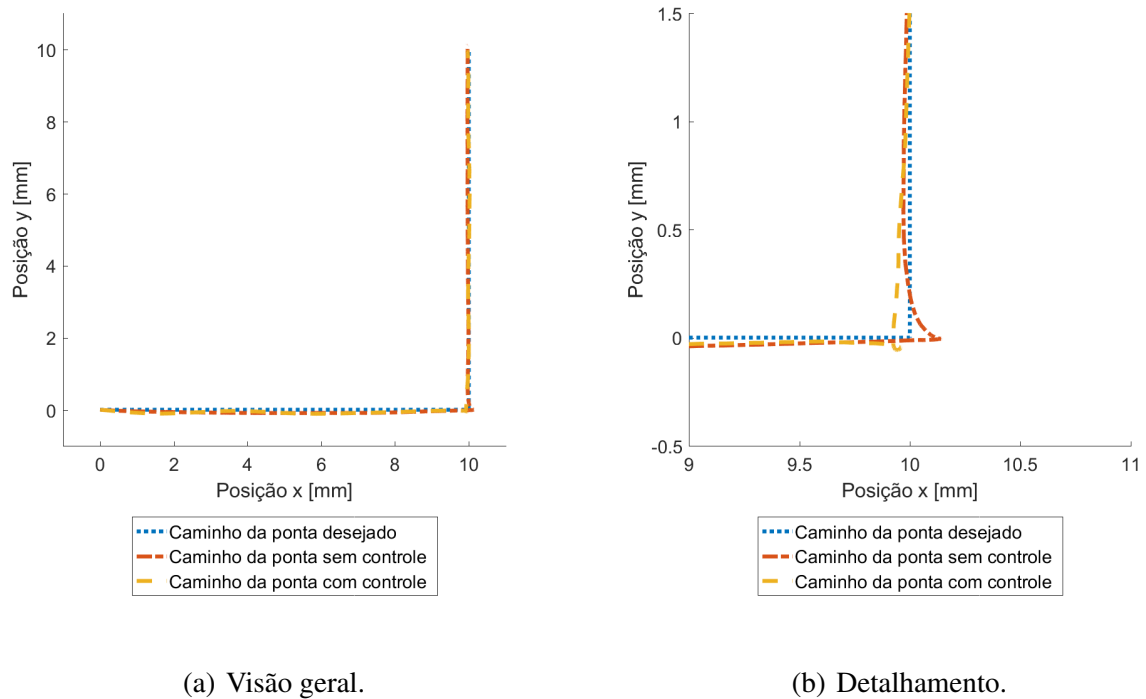 10
8
6
4
2
0
Posição y [mm]
0 2 4 6 8 10
Posição x [mm]
Caminho da ponta desejado
Caminho da ponta sem controle
Caminho da ponta com controle
(a) Visão geral.
1.5
1
0.5
0
-0.5
Posição y [mm]
9 9.5 10 10.5 11
Posição x [mm]
Caminho da ponta desejado
Caminho da ponta sem controle
Caminho da ponta com controle
(b) Detalhamento.